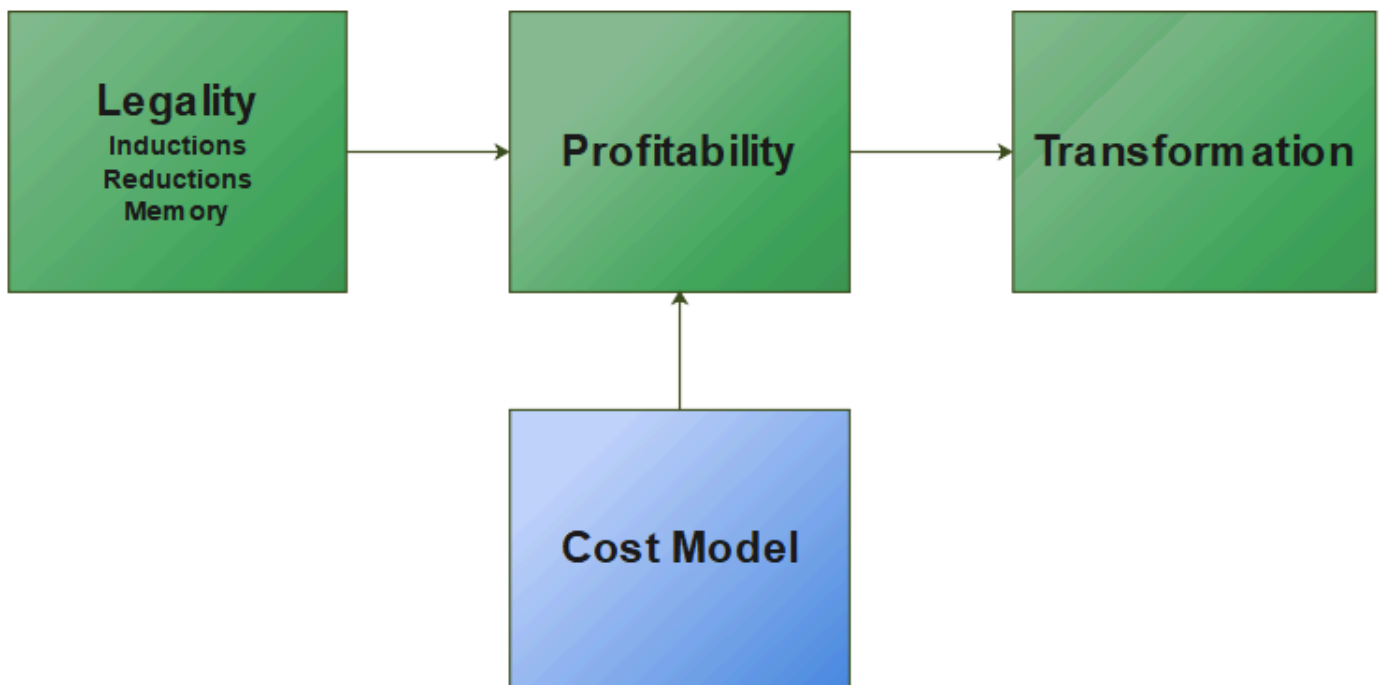 Legality
Inductions
Reductions
Memory
Profitability
Transformation
Cost Model